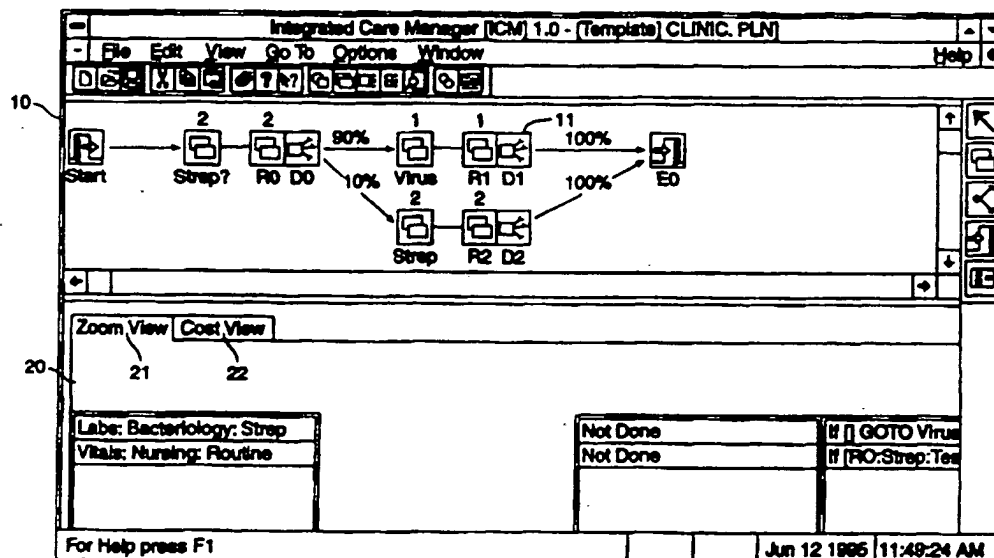 Integrated Care Manager [ICM] 1.0 - [Template] CLINIC. PLN]
File Edit View Go To Options Window Help
10
2 2 90% 1 1 11 100%
Start Strep? R0 D0 10% Virus R1 D1 100% E0
2 2
Strep R2 D2
Zoom View Cost View
20 21 22
Labs: Bacteriology: Strep Not Done If [] GOTO Virus
Vitals: Nursing: Routine Not Done If [RO:Strep:Tes
For Help press F1 Jun 12 1995 11:49:24 AM